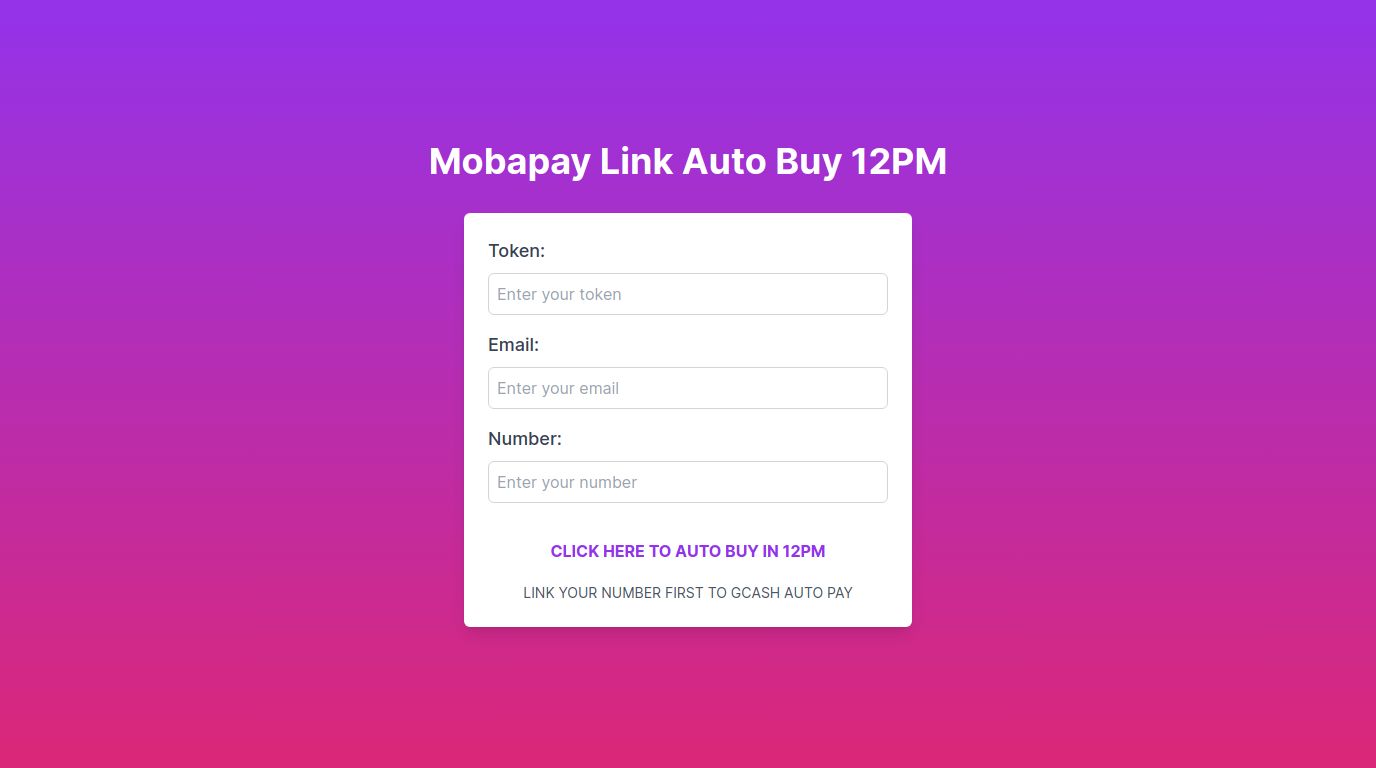 Mobapay Link Auto Buy 12PM
Token:
Enter your token
Email:
Enter your email
Number:
Enter your number
CLICK HERE TO AUTO BUY IN 12PM
LINK YOUR NUMBER FIRST TO GCASH AUTO PAY